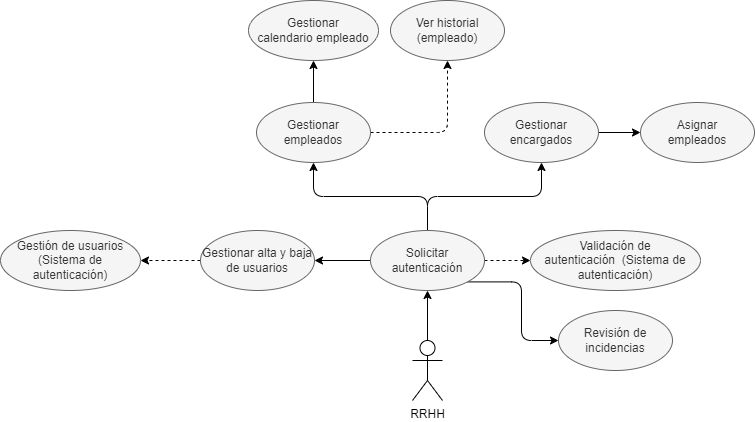 Gestionar
calendario empleado
Ver historial
(empleado)
Gestionar
empleados
Gestionar
encargados
Asignar
empleados
Gestión de usuarios
(Sistema de
autenticación)
Gestionar alta y baja
de usuarios
Solicitar
autenticación
Validación de
autenticación (Sistema de
autenticación)
Revisión de
incidencias
RRHH